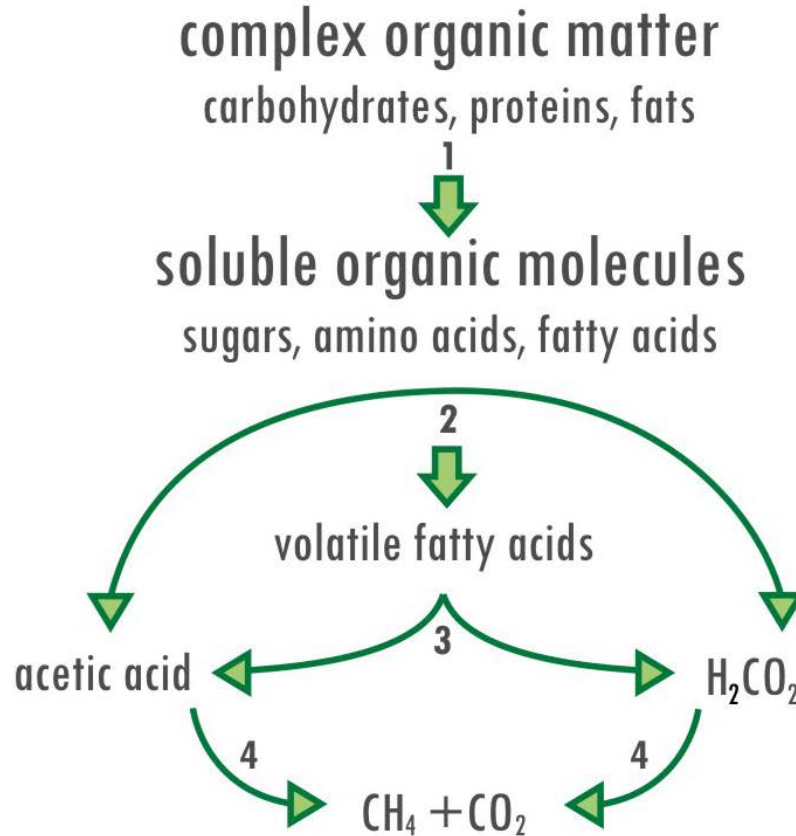 complex organic matter
carbohydrates, proteins, fats
1
soluble organic molecules
sugars, amino acids, fatty acids
2
volatile fatty acids
3
acetic acid
H₂CO₂
4
4
CH₄ + CO₂